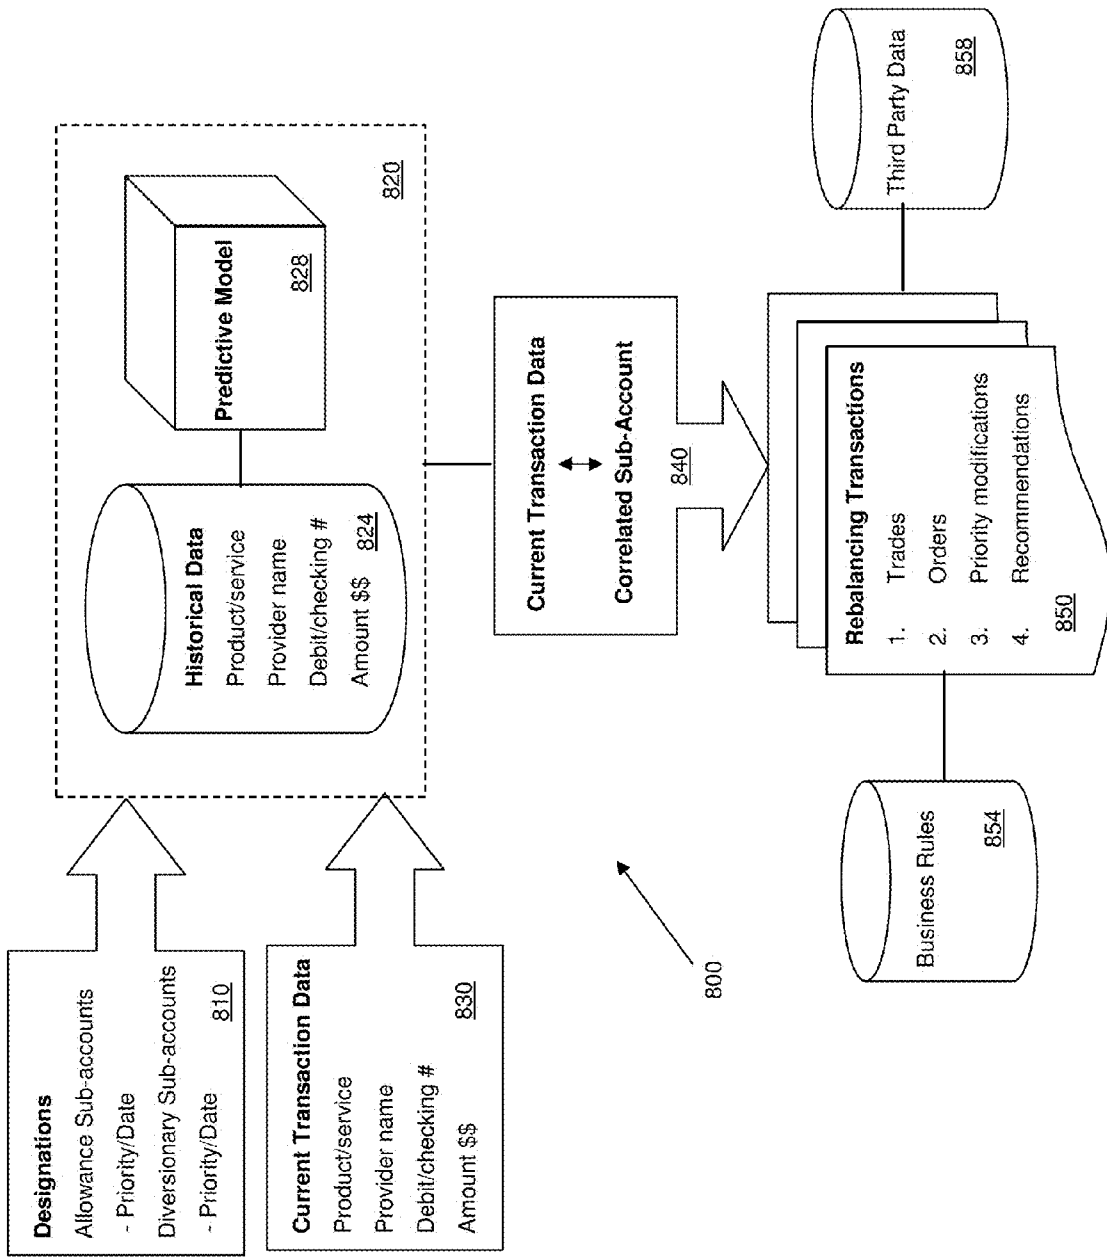 Designations
Allowance Sub-accounts
- Priority/Date
Diversionary Sub-accounts
- Priority/Date
810
Current Transaction Data
Product/service
Provider name
Debit/checking #
Amount $$
830
Historical Data
Product/service
Provider name
Debit/checking #
Amount $$
824
Predictive Model
828
820
Current Transaction Data
Correlated Sub-Account
840
800
Business Rules
854
Rebalancing Transactions
1. Trades
2. Orders
3. Priority modifications
4. Recommendations
850
Third Party Data
858